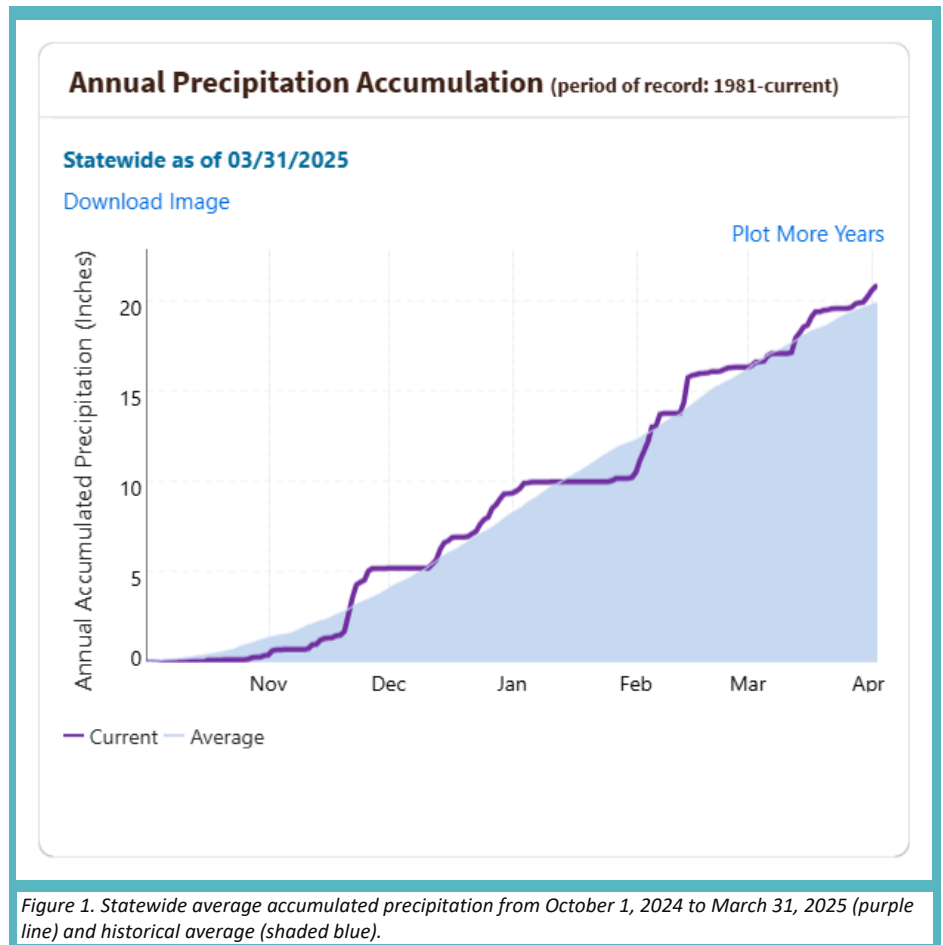 Annual Precipitation Accumulation (period of record: 1981-current)
Statewide as of 03/31/2025
Download Image
Plot More Years
Annual Accumulated Precipitation (Inches)
20
15
10
5
0
Nov
Dec
Jan
Feb
Mar
Apr
Current
Average
Figure 1. Statewide average accumulated precipitation from October 1, 2024 to March 31, 2025 (purple
line) and historical average (shaded blue).